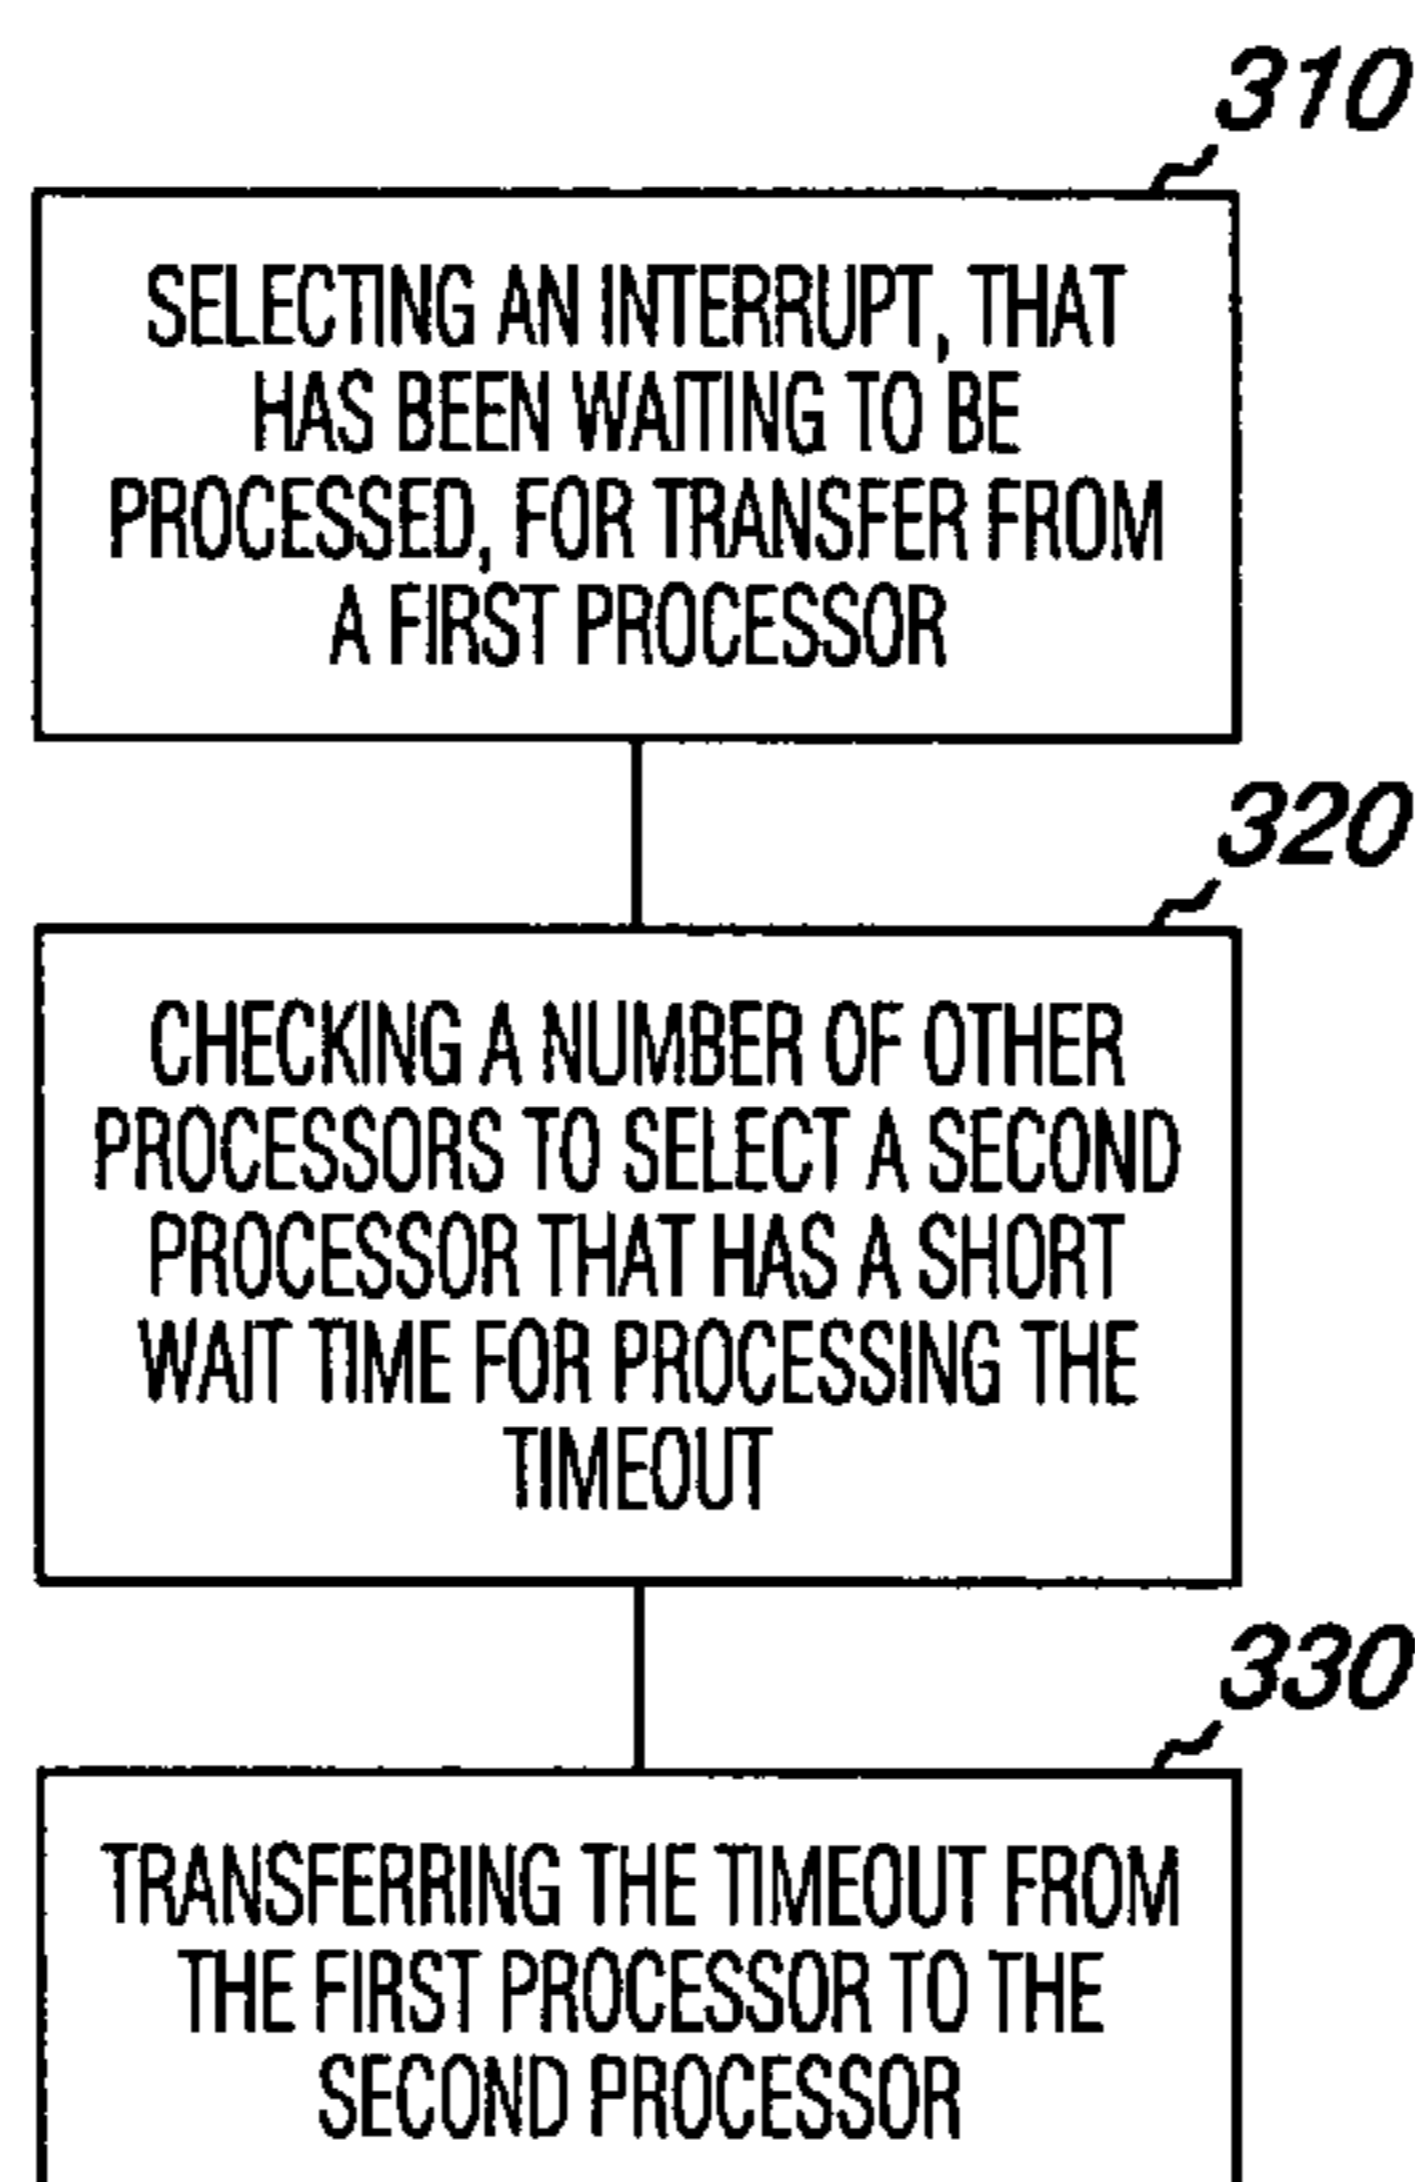 310
SELECTING AN INTERRUPT, THAT
HAS BEEN WAITING TO BE
PROCESSED, FOR TRANSFER FROM
A FIRST PROCESSOR
320
CHECKING A NUMBER OF OTHER
PROCESSORS TO SELECT A SECOND
PROCESSOR THAT HAS A SHORT
WAIT TIME FOR PROCESSING THE
TIMEOUT
330
TRANSFERRING THE TIMEOUT FROM
THE FIRST PROCESSOR TO THE
SECOND PROCESSOR